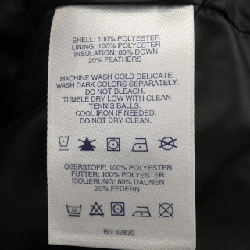 SHELL: 100% POLYESTER
LINING: 100% POLYESTER
INSULATION: 80% DOWN
20% FEATHERS
MACHINE WASH COLD DELICATE
WASH DARK COLORS SEPARATELY
DO NOT BLEACH.
TUMBLE DRY LOW WITH CLEAN
TENNIS BALLS.
COOL IRON IF NEEDED.
DO NOT DRY CLEAN.
OBERSTOFF: 100% POLYESTER
FUTTER: 100% POLYESTER
ISOLIERUNG: 80% DAUNEN
20% FEDERN
RN